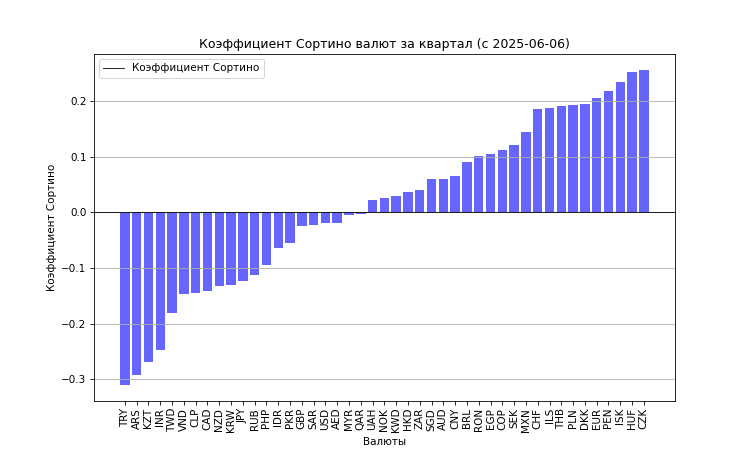 Коэффициент Сортино валют за квартал (с 2025-06-06)
Коэффициент Сортино
Коэффициент Сортино
0.2
0.1
0.0
−0.1
−0.2
−0.3
TRY ARS KZT INR TWD VND CLP CAD NZD KRW JPY RUB PHP IDR PKR GBP SAR USD AED MYR QAR UAH NOK KWD HKD ZAR SGD AUD CNY BRL RON EGP COP SEK MXN CHF ILS THB PLN DKK EUR PEN ISK HUF CZK
Валюты